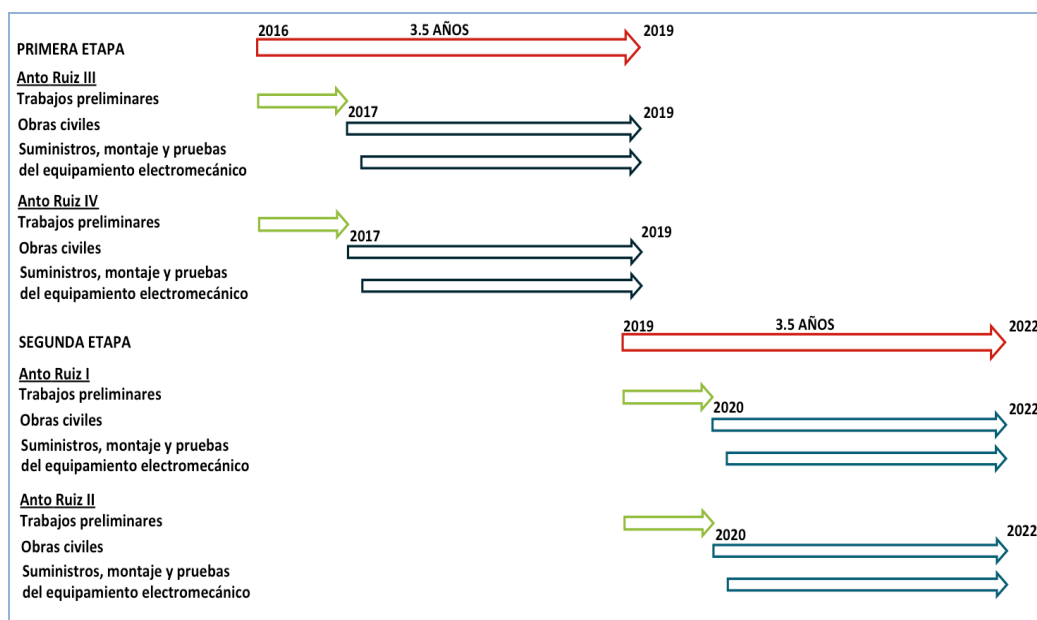 2016 3.5 AÑOS 2019
PRIMERA ETAPA
Anto Ruiz III
Trabajos preliminares
2017 2019
Obras civiles
Suministros, montaje y pruebas
del equipamiento electromecánico
Anto Ruiz IV
Trabajos preliminares
2017 2019
Obras civiles
Suministros, montaje y pruebas
del equipamiento electromecánico
2019 3.5 AÑOS 2022
SEGUNDA ETAPA
Anto Ruiz I
Trabajos preliminares
2020 2022
Obras civiles
Suministros, montaje y pruebas
del equipamiento electromecánico
Anto Ruiz II
Trabajos preliminares
2020 2022
Obras civiles
Suministros, montaje y pruebas
del equipamiento electromecánico